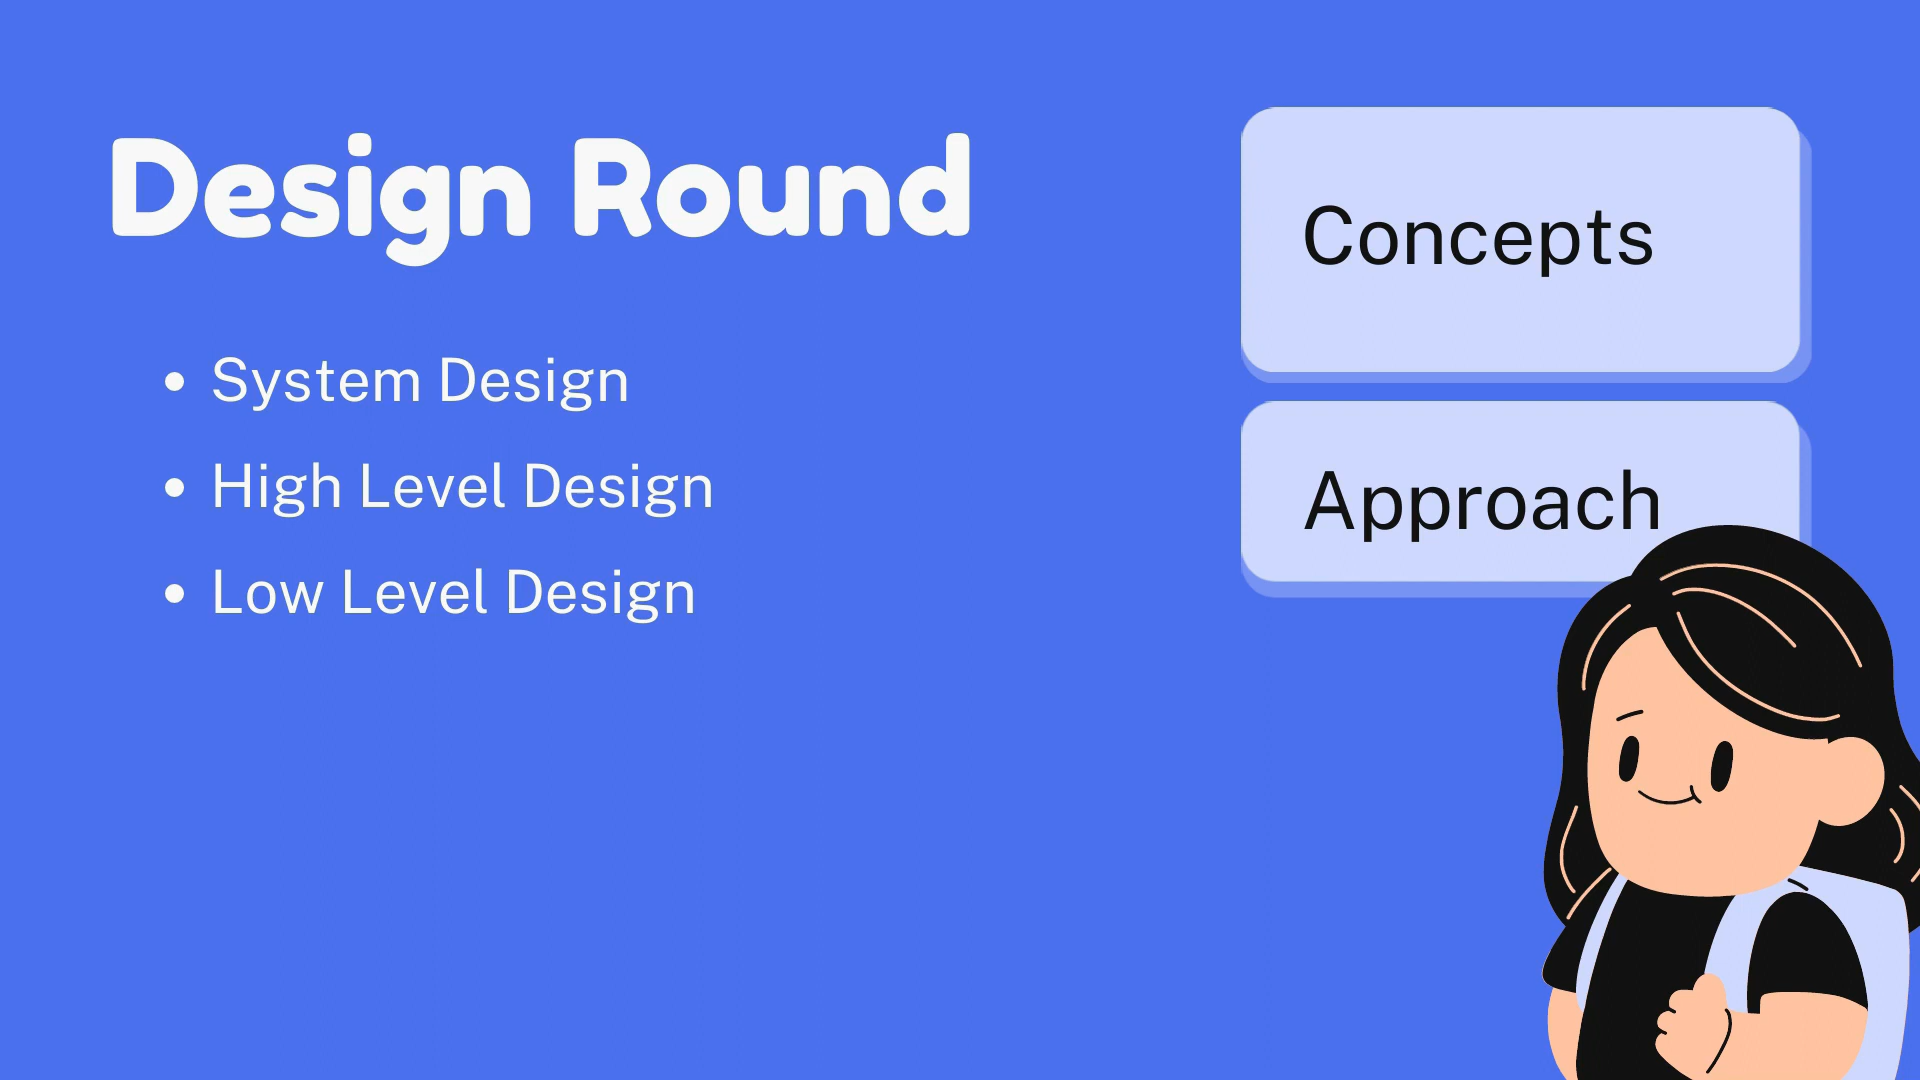 Design Round
• System Design
• High Level Design
• Low Level Design
Concepts
Approach